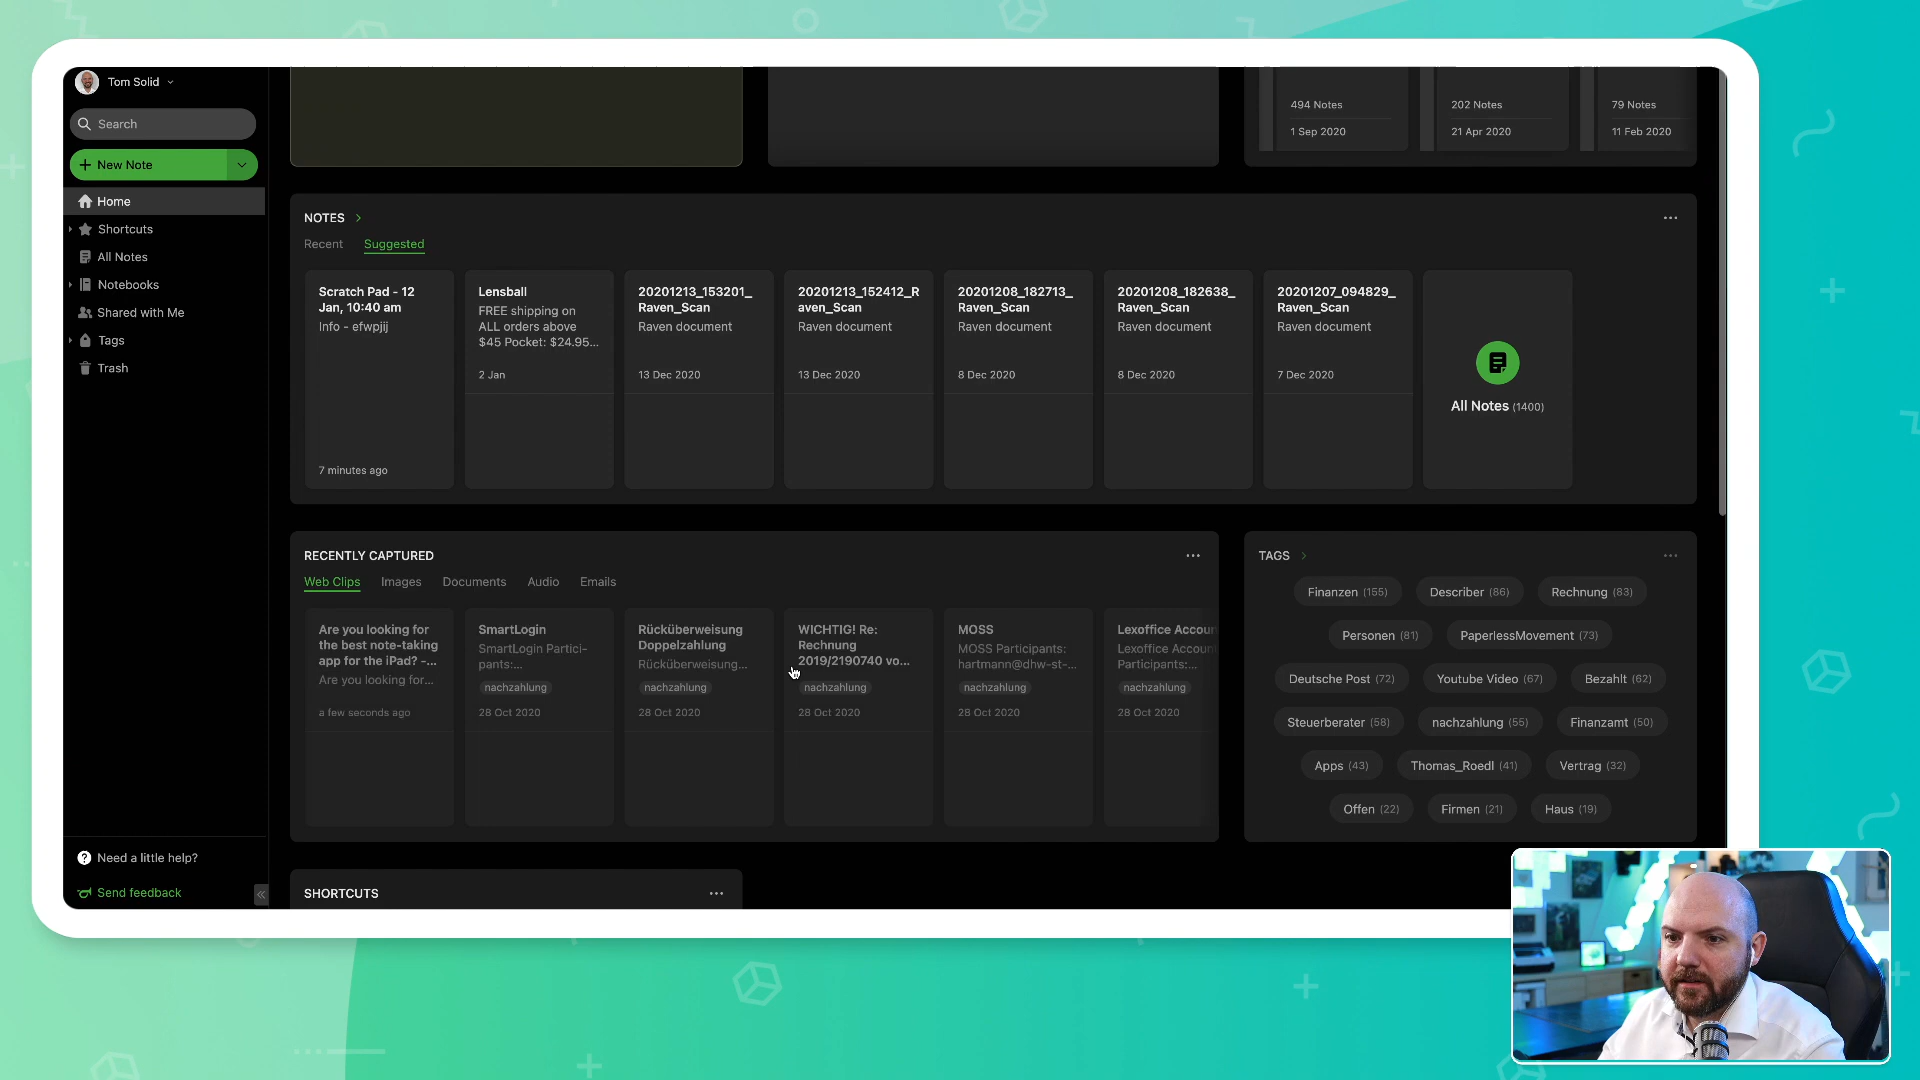 Tom Solid
Search
New Note
Home
Shortcuts
All Notes
Notebooks
Shared with Me
Tags
Trash
Need a little help?
Send feedback
494 Notes
1 Sep 2020
202 Notes
21 Apr 2020
79 Notes
11 Feb 2020
NOTES
Recent Suggested
Scratch Pad - 12
Jan, 10:40 am
Info - efwpjij
7 minutes ago
Lensball
FREE shipping on
ALL orders above
$45 Pocket: $24.95...
2 Jan
20201213_153201_
Raven_Scan
Raven document
13 Dec 2020
20201213_152412_R
aven_Scan
Raven document
13 Dec 2020
20201208_182713_
Raven_Scan
Raven document
8 Dec 2020
20201208_182638_
Raven_Scan
Raven document
8 Dec 2020
20201207_094829_
Raven_Scan
Raven document
7 Dec 2020
All Notes (1400)
RECENTLY CAPTURED
Web Clips Images Documents Audio Emails
Are you looking for
the best note-taking
app for the iPad? -...
Are you looking for...
a few seconds ago
SmartLogin
SmartLogin Partici-
pants:...
nachzahlung
28 Oct 2020
Rücküberweisung
Doppelzahlung
Rücküberweisung...
nachzahlung
28 Oct 2020
WICHTIG! Re:
Rechnung
2019/2190740 vo...
nachzahlung
28 Oct 2020
MOSS
MOSS Participants:
hartmann@dhw-st-...
nachzahlung
28 Oct 2020
Lexoffice Accoun
Lexoffice Account
Participants:...
nachzahlung
28 Oct 2020
TAGS
Finanzen (155) Describer (86) Rechnung (83)
Personen (81) PaperlessMovement (73)
Deutsche Post (72) Youtube Video (67) Bezahlt (62)
Steuerberater (58) nachzahlung (55) Finanzamt (50)
Apps (43) Thomas_Roedl (41) Vertrag (32)
Offen (22) Firmen (21) Haus (19)
SHORTCUTS